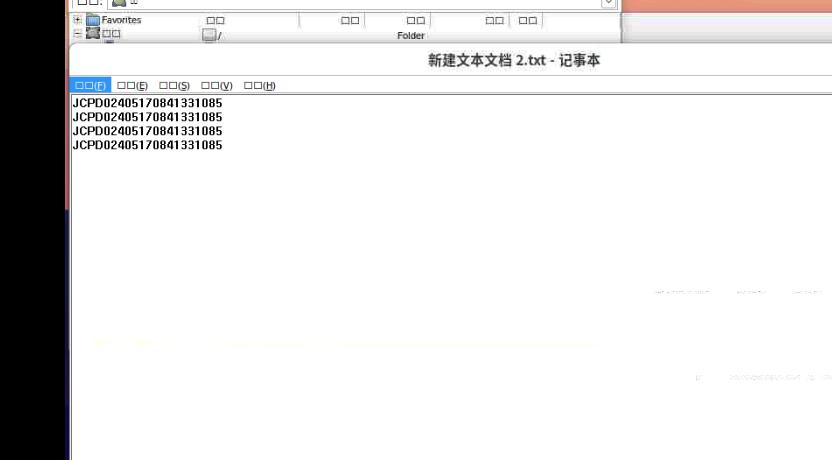 Favorites
/
Folder
新建文本文档 2.txt - 记事本
(F) (E) (S) (V) (H)
JCPD02405170841331085
JCPD02405170841331085
JCPD02405170841331085
JCPD02405170841331085